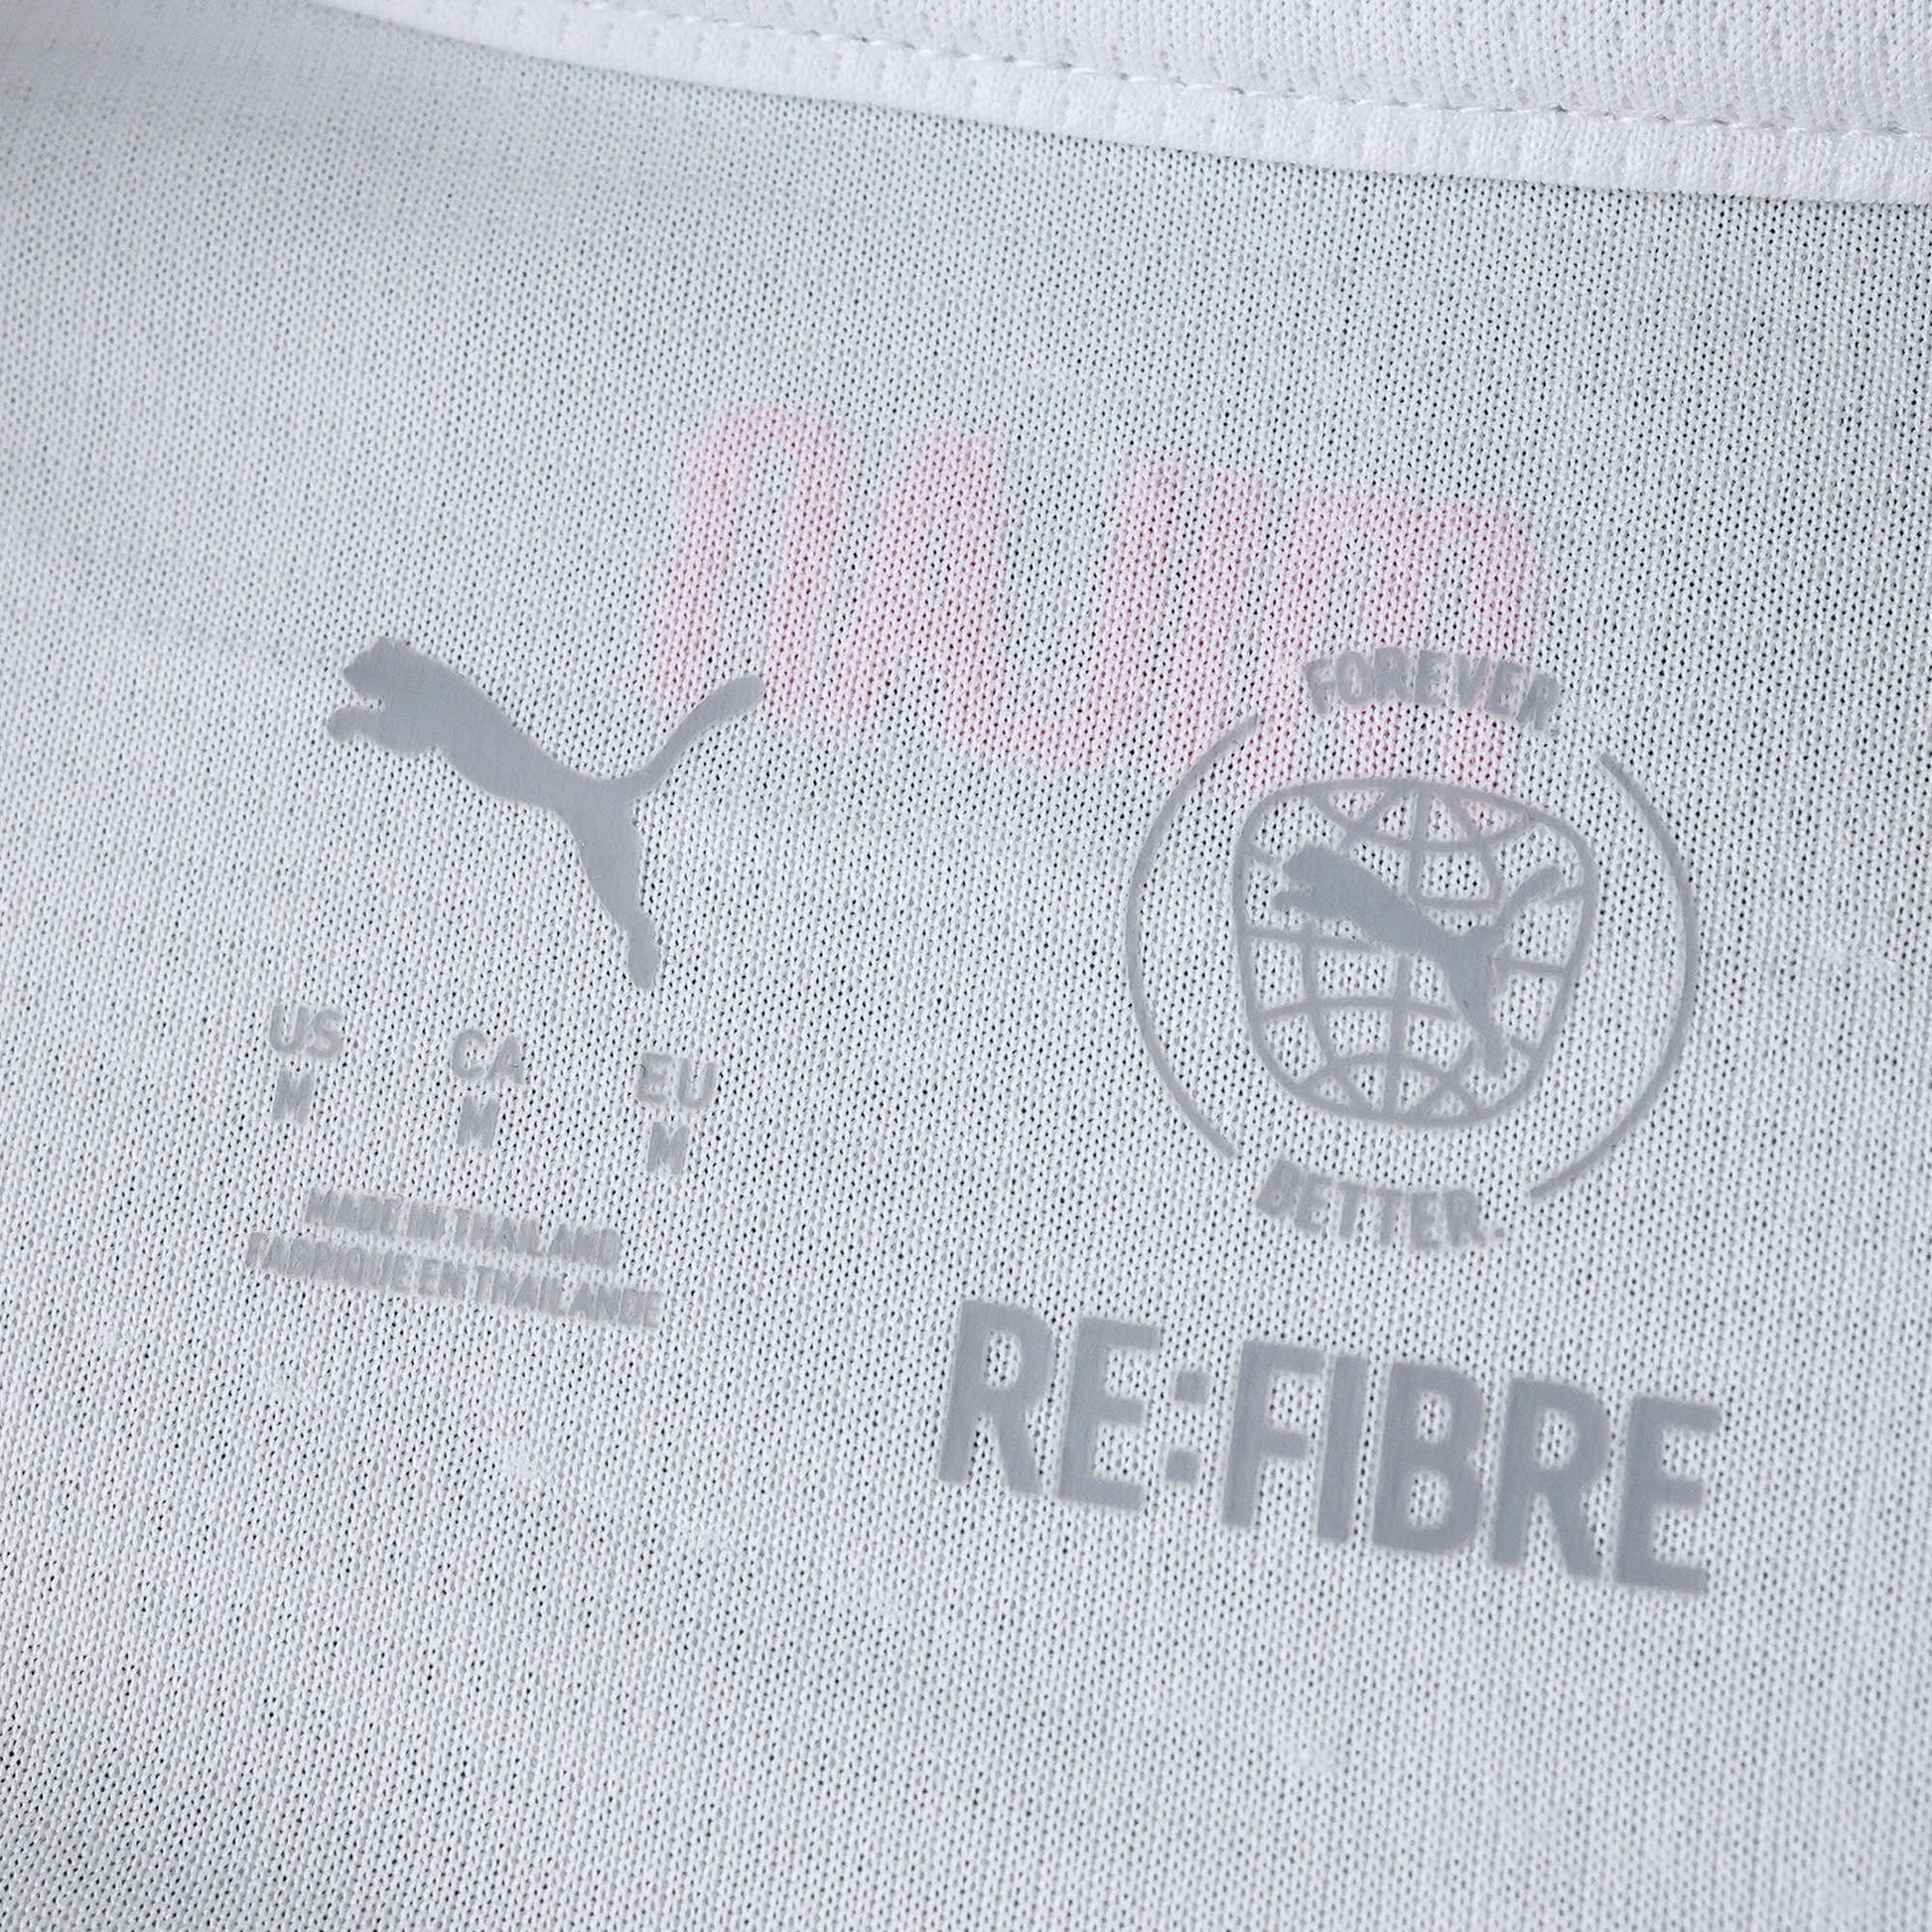 US CA EU
M M M
MADE IN THAILAND
FABRIQUE EN THAILANDE
FOREVER.
BETTER.
RE:FIBRE